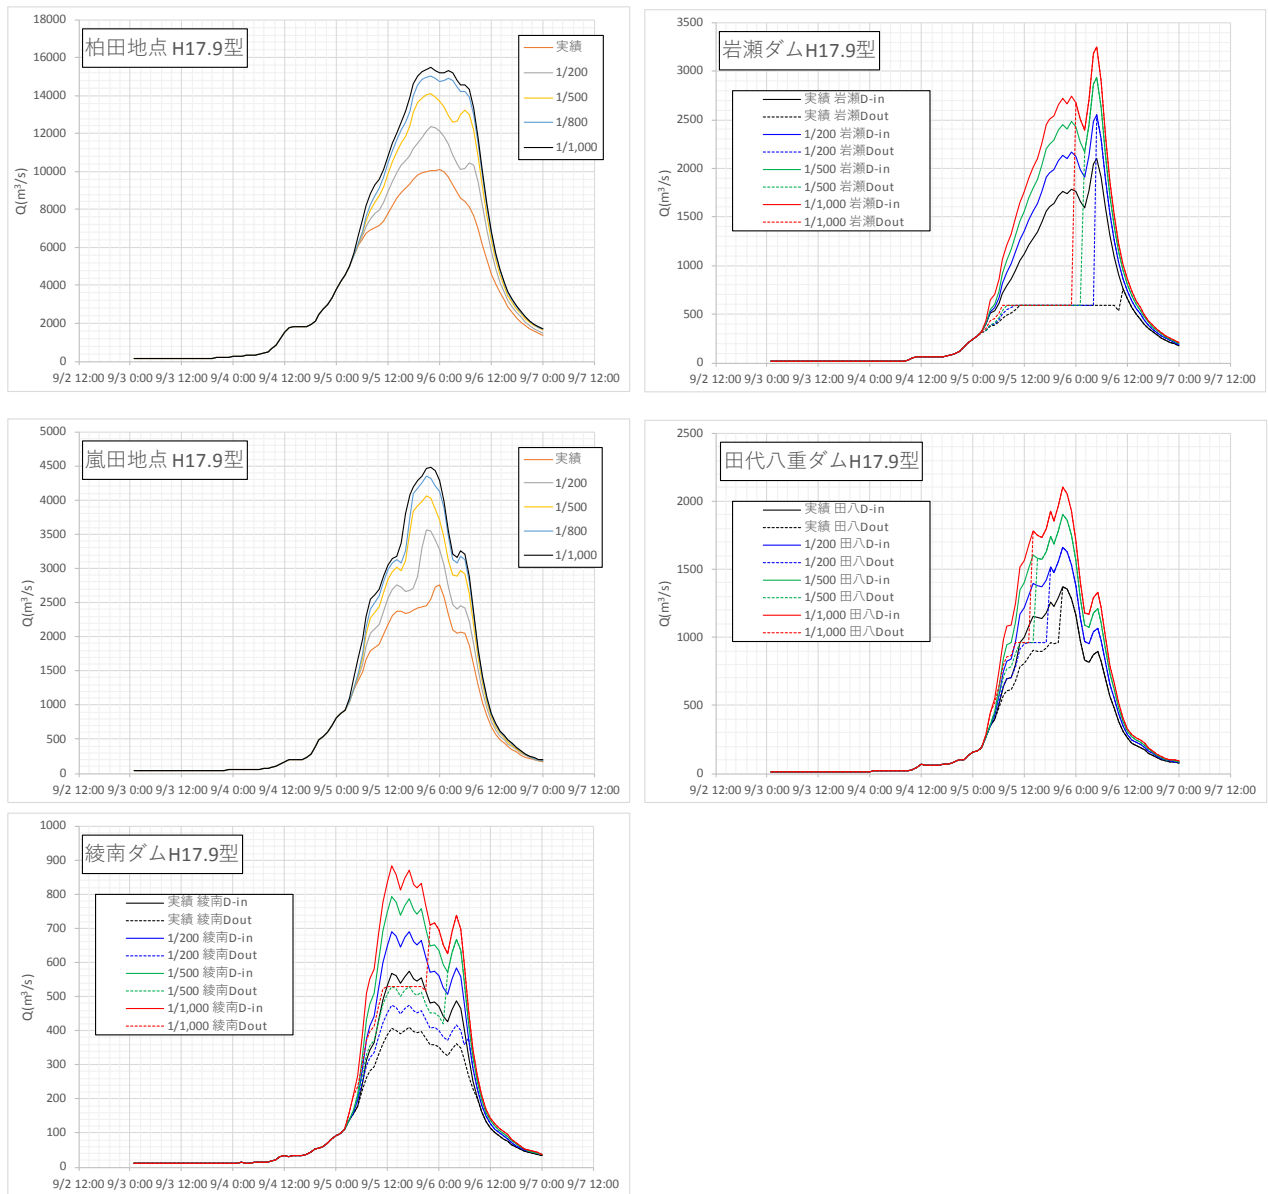 柏田地点 H17.9型
Q(m³/s)
18000
16000
14000
12000
10000
8000
6000
4000
2000
0
実績
1/200
1/500
1/800
1/1,000
9/2 12:00 9/3 0:00 9/3 12:00 9/4 0:00 9/4 12:00 9/5 0:00 9/5 12:00 9/6 0:00 9/6 12:00 9/7 0:00 9/7 12:00
岩瀬ダムH17.9型
Q(m³/s)
3500
3000
2500
2000
1500
1000
500
0
実績 岩瀬D-in
実績 岩瀬Dout
1/200 岩瀬D-in
1/200 岩瀬Dout
1/500 岩瀬D-in
1/500 岩瀬Dout
1/1,000 岩瀬D-in
1/1,000 岩瀬Dout
9/2 12:00 9/3 0:00 9/3 12:00 9/4 0:00 9/4 12:00 9/5 0:00 9/5 12:00 9/6 0:00 9/6 12:00 9/7 0:00 9/7 12:00
嵐田地点 H17.9型
Q(m³/s)
5000
4500
4000
3500
3000
2500
2000
1500
1000
500
0
実績
1/200
1/500
1/800
1/1,000
9/2 12:00 9/3 0:00 9/3 12:00 9/4 0:00 9/4 12:00 9/5 0:00 9/5 12:00 9/6 0:00 9/6 12:00 9/7 0:00 9/7 12:00
田代八重ダムH17.9型
Q(m³/s)
2500
2000
1500
1000
500
0
実績 田八D-in
実績 田八Dout
1/200 田八D-in
1/200 田八Dout
1/500 田八D-in
1/500 田八Dout
1/1,000 田八D-in
1/1,000 田八Dout
9/2 12:00 9/3 0:00 9/3 12:00 9/4 0:00 9/4 12:00 9/5 0:00 9/5 12:00 9/6 0:00 9/6 12:00 9/7 0:00 9/7 12:00
綾南ダムH17.9型
Q(m³/s)
1000
900
800
700
600
500
400
300
200
100
0
実績 綾南D-in
実績 綾南Dout
1/200 綾南D-in
1/200 綾南Dout
1/500 綾南D-in
1/500 綾南Dout
1/1,000 綾南D-in
1/1,000 綾南Dout
9/2 12:00 9/3 0:00 9/3 12:00 9/4 0:00 9/4 12:00 9/5 0:00 9/5 12:00 9/6 0:00 9/6 12:00 9/7 0:00 9/7 12:00